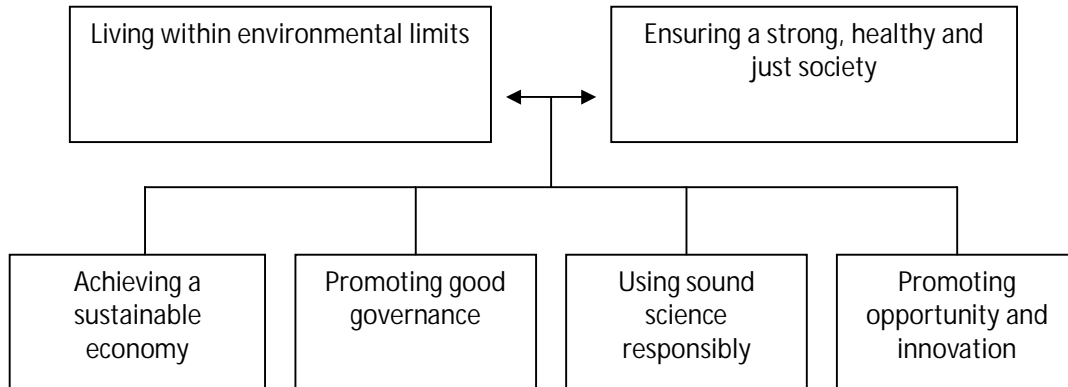 Living within environmental limits
Ensuring a strong, healthy and
just society
Achieving a
sustainable
economy
Promoting good
governance
Using sound
science
responsibly
Promoting
opportunity and
innovation